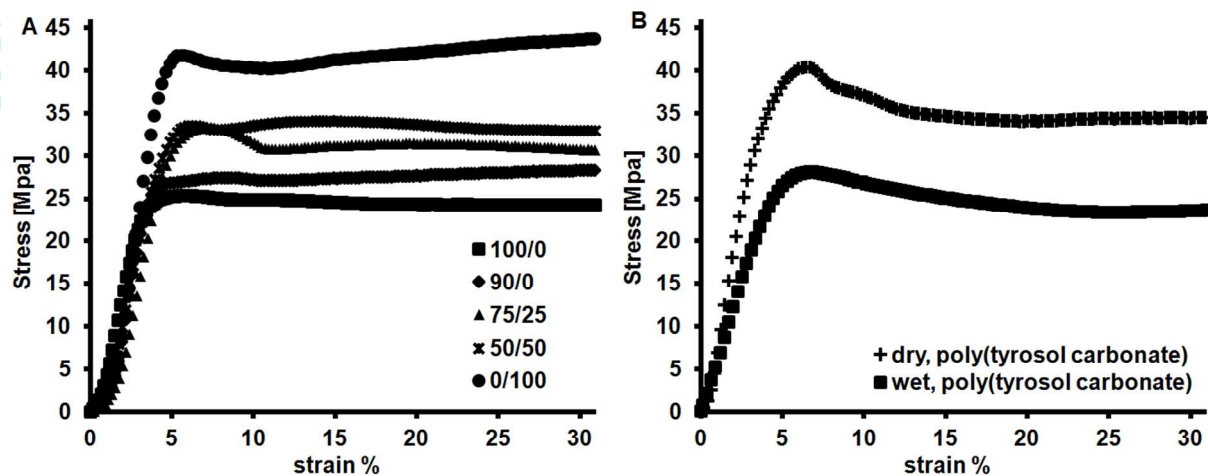 A
45
40
35
30
25
20
15
10
5
0
Stress [Mpa]
100/0
90/0
75/25
50/50
0/100
0 5 10 15 20 25 30
strain %
B
45
40
35
30
25
20
15
10
5
0
Stress [Mpa]
dry, poly(tyrosol carbonate)
wet, poly(tyrosol carbonate)
0 5 10 15 20 25 30
strain %